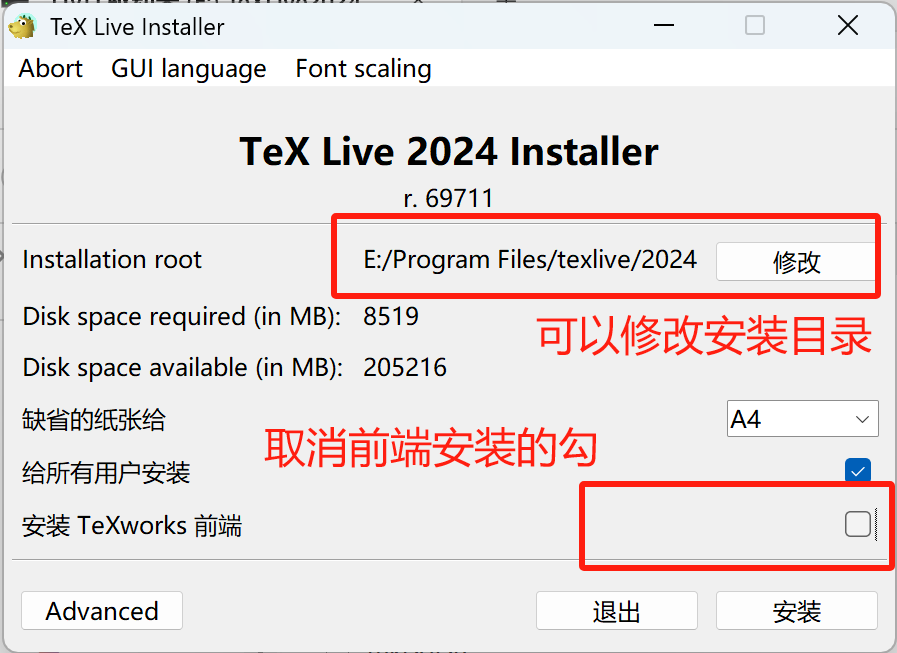 TeX Live Installer
Abort GUI language Font scaling
TeX Live 2024 Installer
r. 69711
Installation root E:/Program Files/texlive/2024 修改
Disk space required (in MB): 8519
可以修改安装目录
Disk space available (in MB): 205216
缺省的纸张给 A4
取消前端安装的勾
给所有用户安装
安装 TeXworks 前端
Advanced 退出 安装